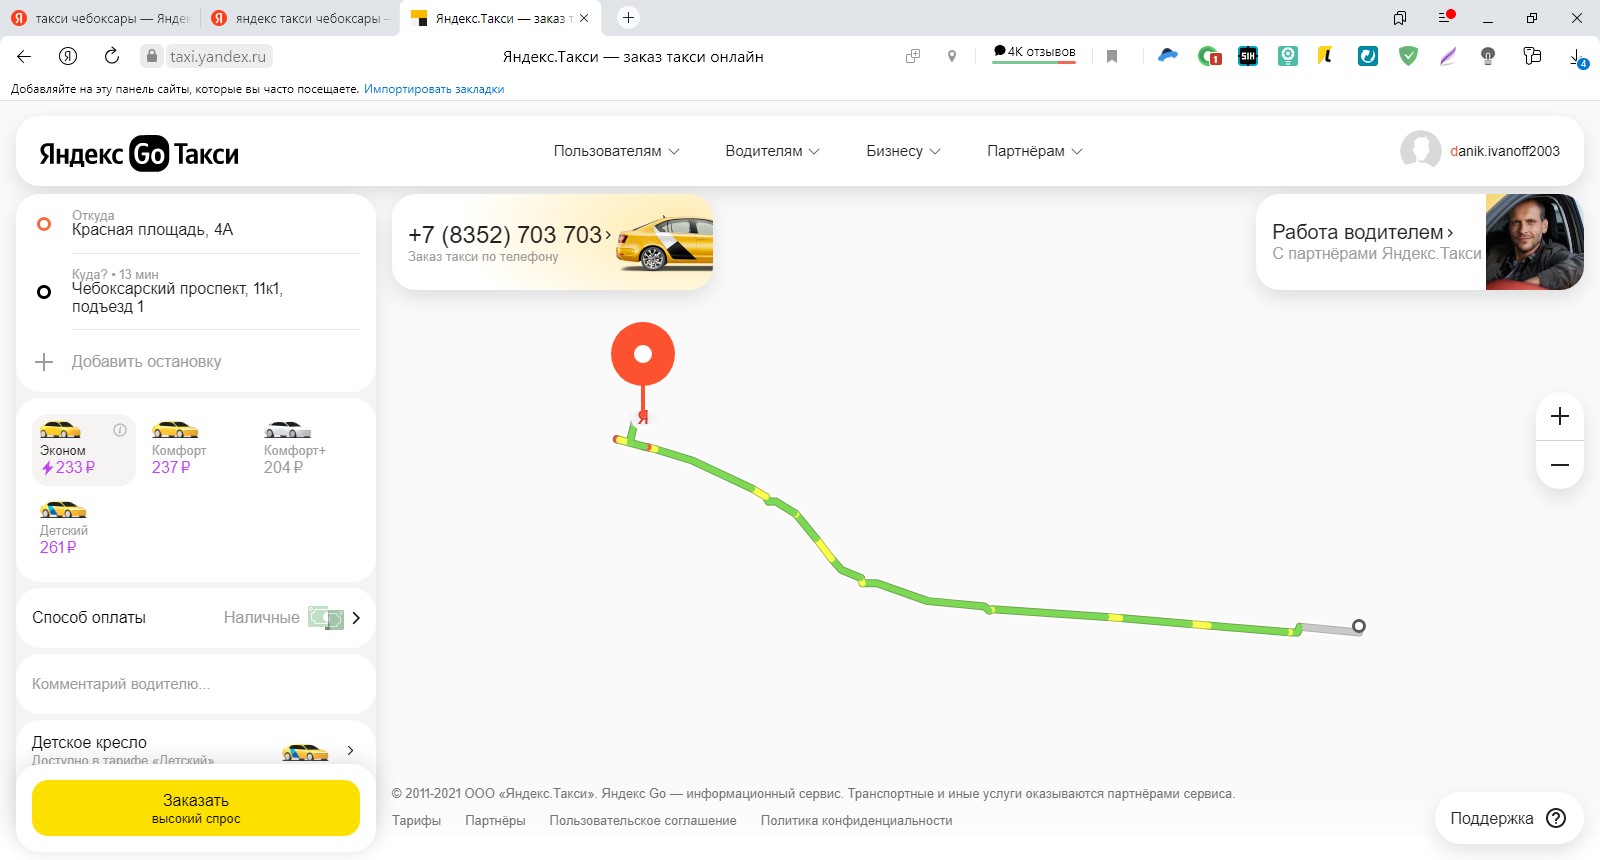 такси чебоксары — Янде
яндекс такси чебоксары –
Яндекс.Такси — заказ т
taxi.yandex.ru
Яндекс.Такси — заказ такси онлайн
4К отзывов
1
SIH
4
Добавляйте на эту панель сайты, которые вы часто посещаете. Импортировать закладки
Яндекс Go Такси
Пользователям
Водителям
Бизнесу
Партнёрам
danik.ivanoff2003
Откуда
Красная площадь, 4А
Куда? • 13 мин
Чебоксарский проспект, 11к1,
подъезд 1
Добавить остановку
+7 (8352) 703 703
Заказ такси по телефону
Работа водителем
С партнёрами Яндекс.Такси
Я
Эконом
233 ₽
Комфорт
237 ₽
Комфорт+
204 ₽
Детский
261 ₽
Способ оплаты
Наличные
Комментарий водителю...
Детское кресло
Доступно в тарифе «Детский»
Заказать
высокий спрос
© 2011-2021 ООО «Яндекс.Такси». Яндекс Go — информационный сервис. Транспортные и иные услуги оказываются партнёрами сервиса.
Тарифы
Партнёры
Пользовательское соглашение
Политика конфиденциальности
Поддержка